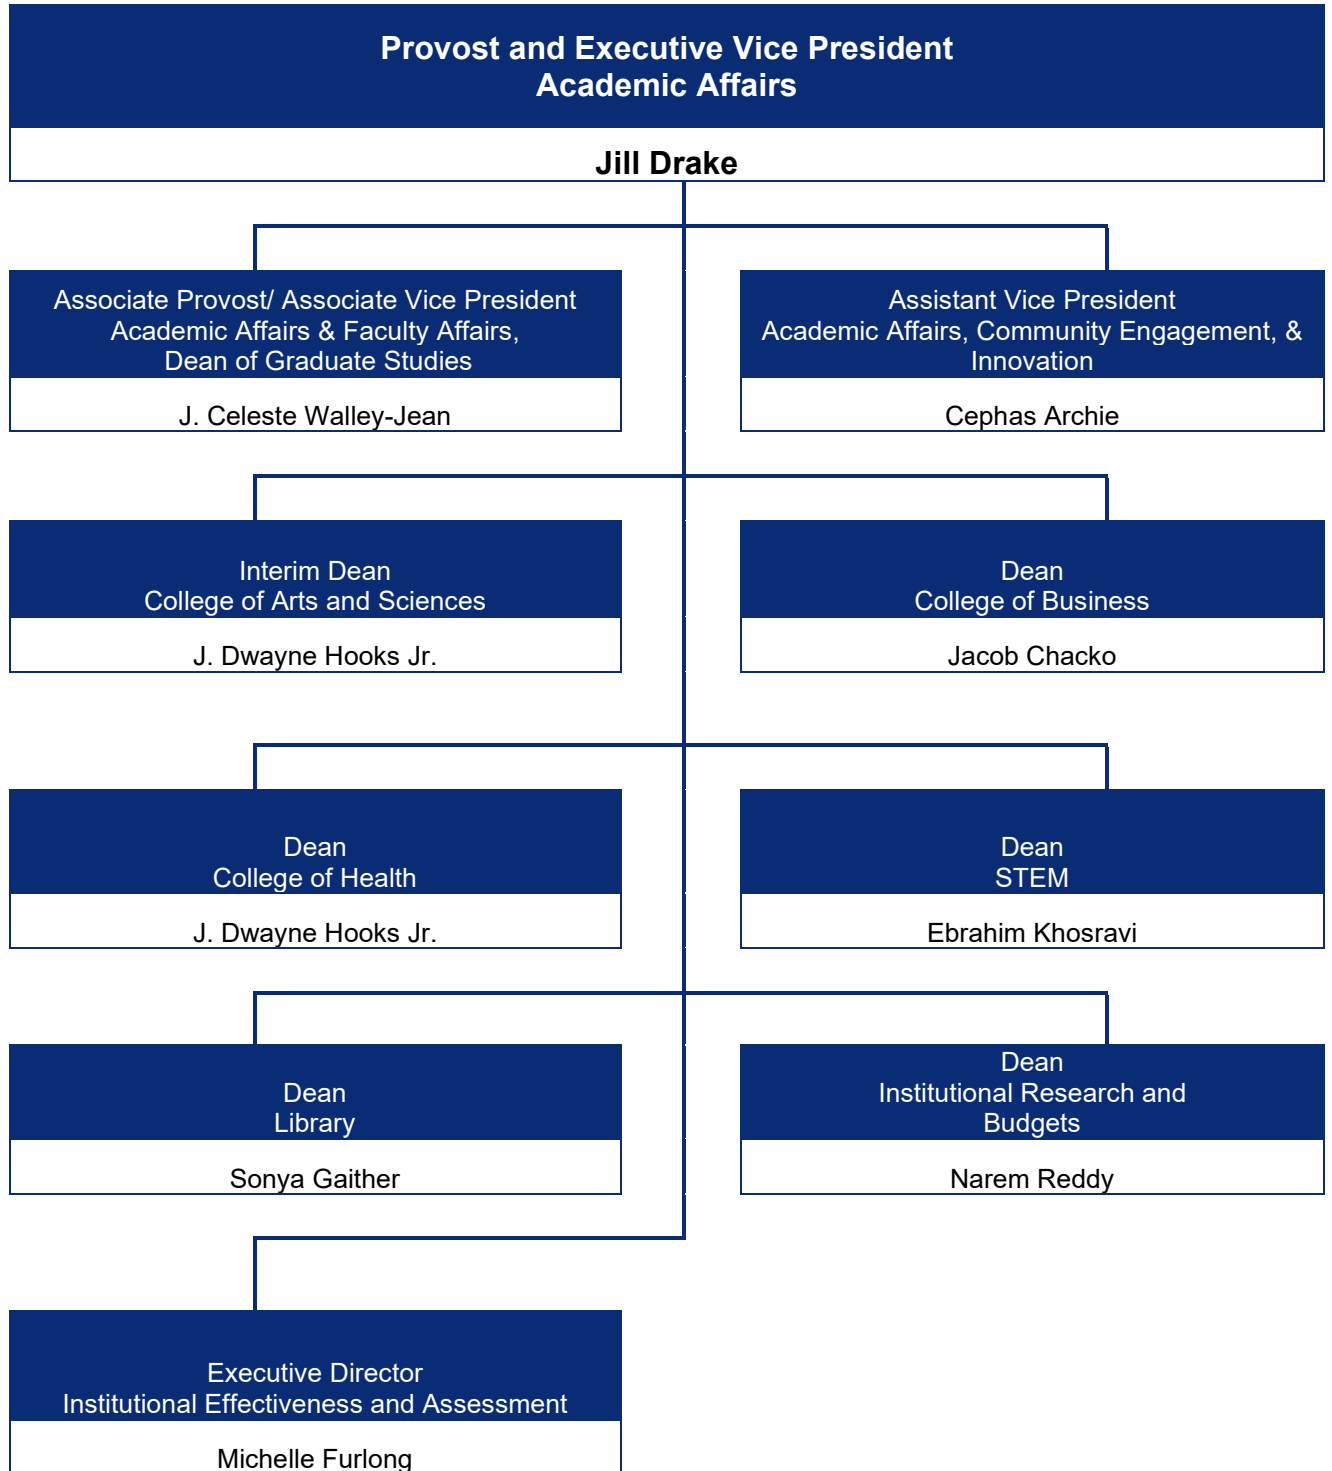 Provost and Executive Vice President
Academic Affairs
Jill Drake
Associate Provost/ Associate Vice President
Academic Affairs & Faculty Affairs,
Dean of Graduate Studies
J. Celeste Walley-Jean
Assistant Vice President
Academic Affairs, Community Engagement, &
Innovation
Cephas Archie
Interim Dean
College of Arts and Sciences
J. Dwayne Hooks Jr.
Dean
College of Business
Jacob Chacko
Dean
College of Health
J. Dwayne Hooks Jr.
Dean
STEM
Ebrahim Khosravi
Dean
Library
Sonya Gaither
Dean
Institutional Research and
Budgets
Narem Reddy
Executive Director
Institutional Effectiveness and Assessment
Michelle Furlong